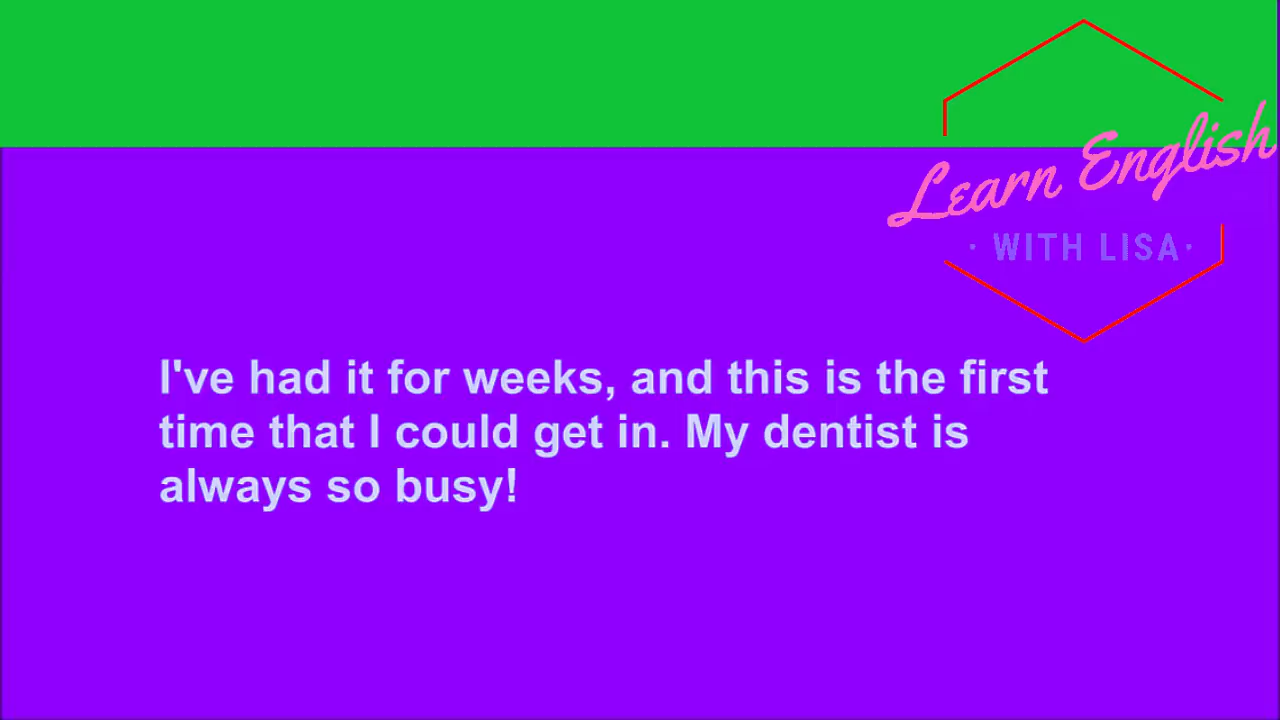 Learn English
· WITH LISA·
I've had it for weeks, and this is the first
time that I could get in. My dentist is
always so busy!